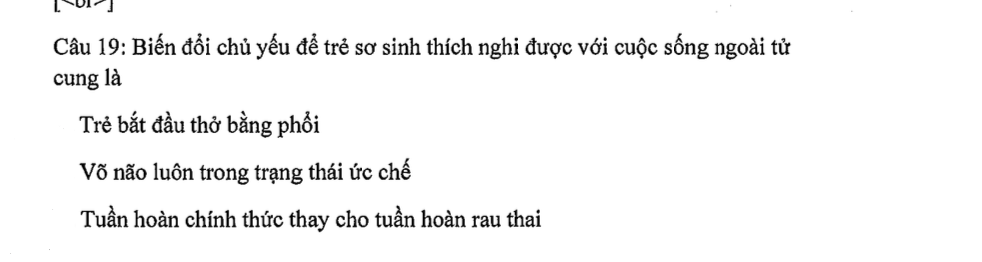 [<br>]
Câu 19: Biến đổi chủ yếu để trẻ sơ sinh thích nghi được với cuộc sống ngoài tử
cung là
Trẻ bắt đầu thở bằng phổi
Võ não luôn trong trạng thái ức chế
Tuần hoàn chính thức thay cho tuần hoàn rau thai